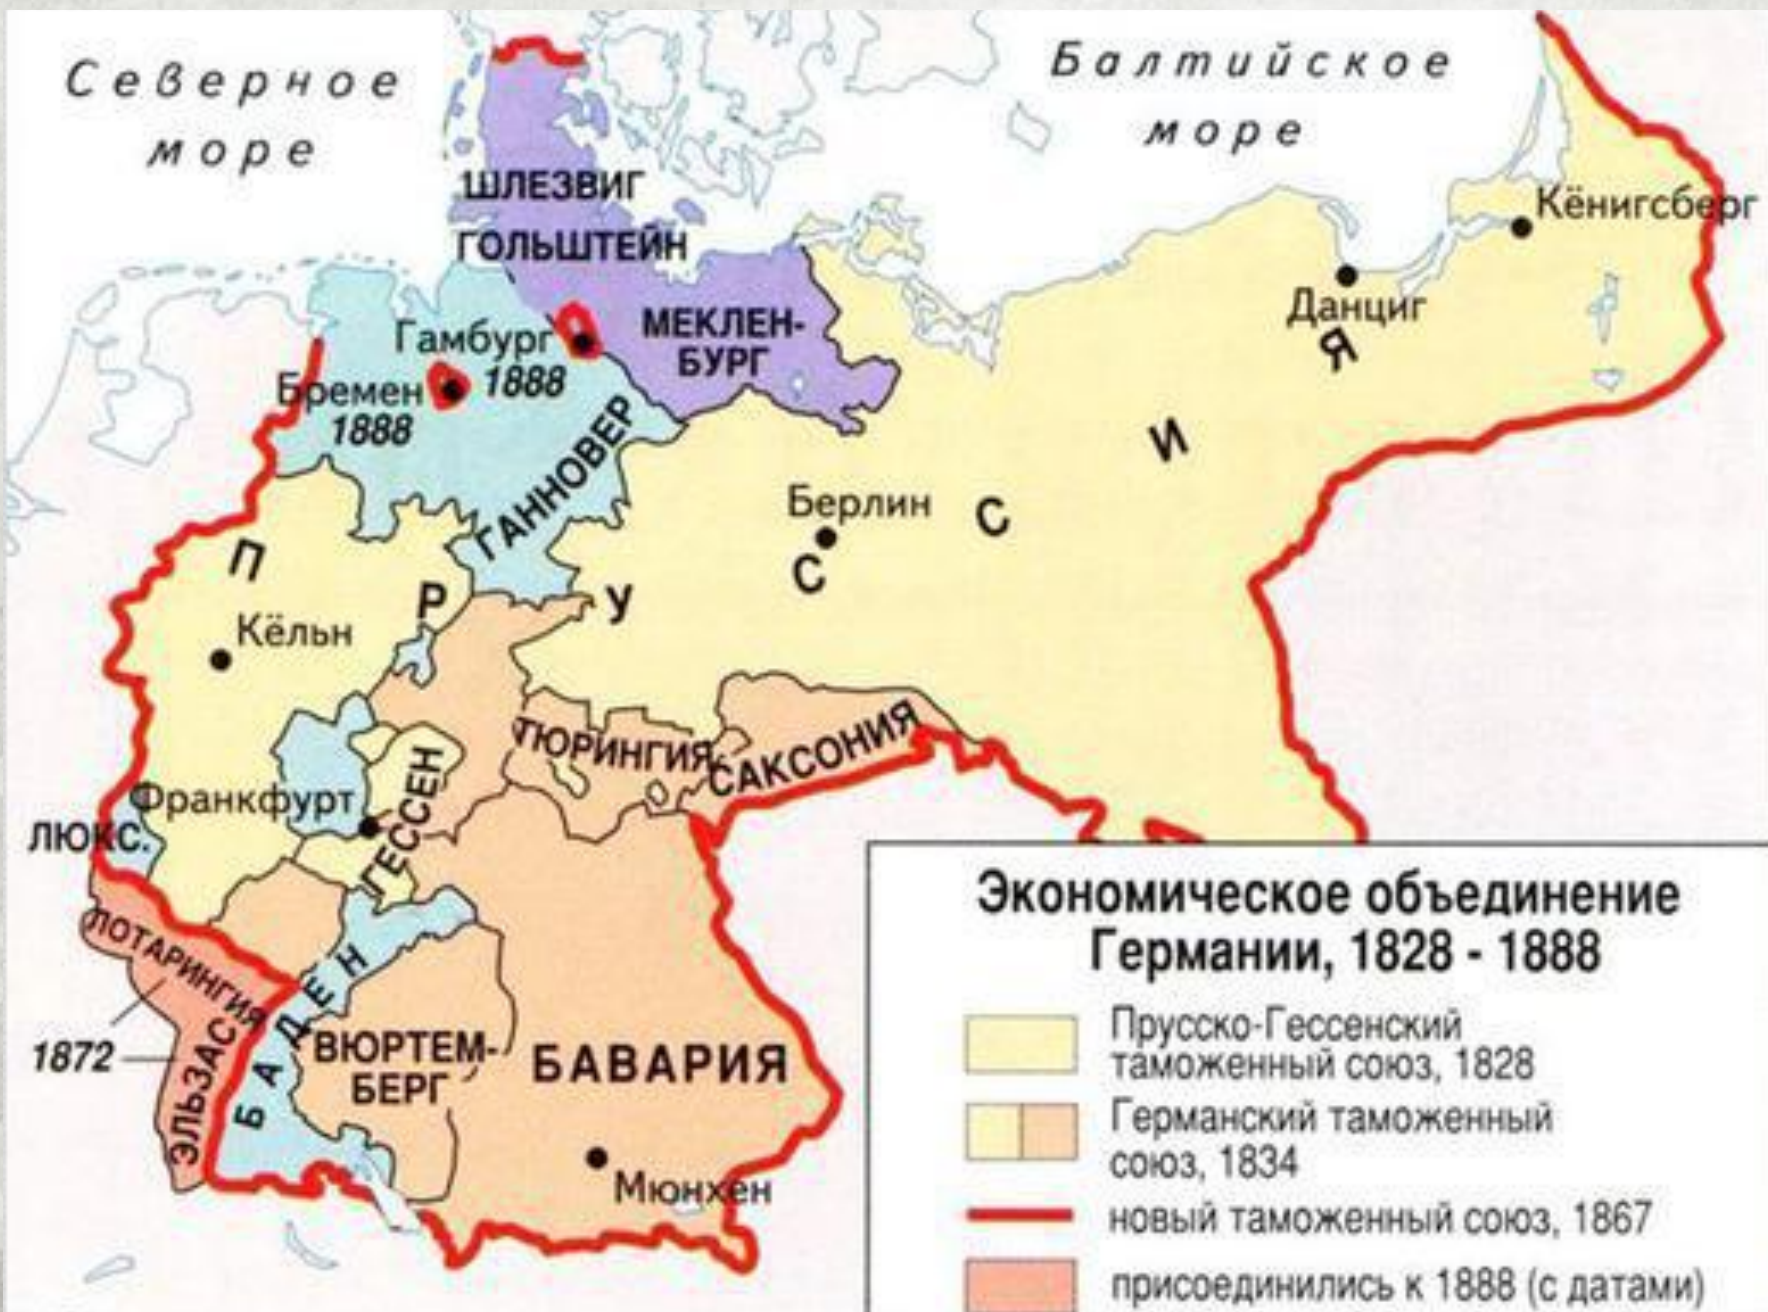 Северное
море
Балтийское
море
ШЛЕЗВИГ
ГОЛЬШТЕЙН
Кёнигсберг
Данциг
Гамбург
1888
МЕКЛЕН-
БУРГ
Бремен
1888
ГАННОВЕР
Берлин
ПРУССИЯ
Кёльн
ТЮРИНГИЯ
САКСОНИЯ
Франкфурт
ГЕССЕН
ЛЮКС.
ЛОТАРИНГИЯ
1872
ЭЛЬЗАС
БАДЕН
ВЮРТЕМ-
БЕРГ
БАВАРИЯ
Мюнхен
Экономическое объединение
Германии, 1828 - 1888
Прусско-Гессенский
таможенный союз, 1828
Германский таможенный
союз, 1834
новый таможенный союз, 1867
присоединились к 1888 (с датами)